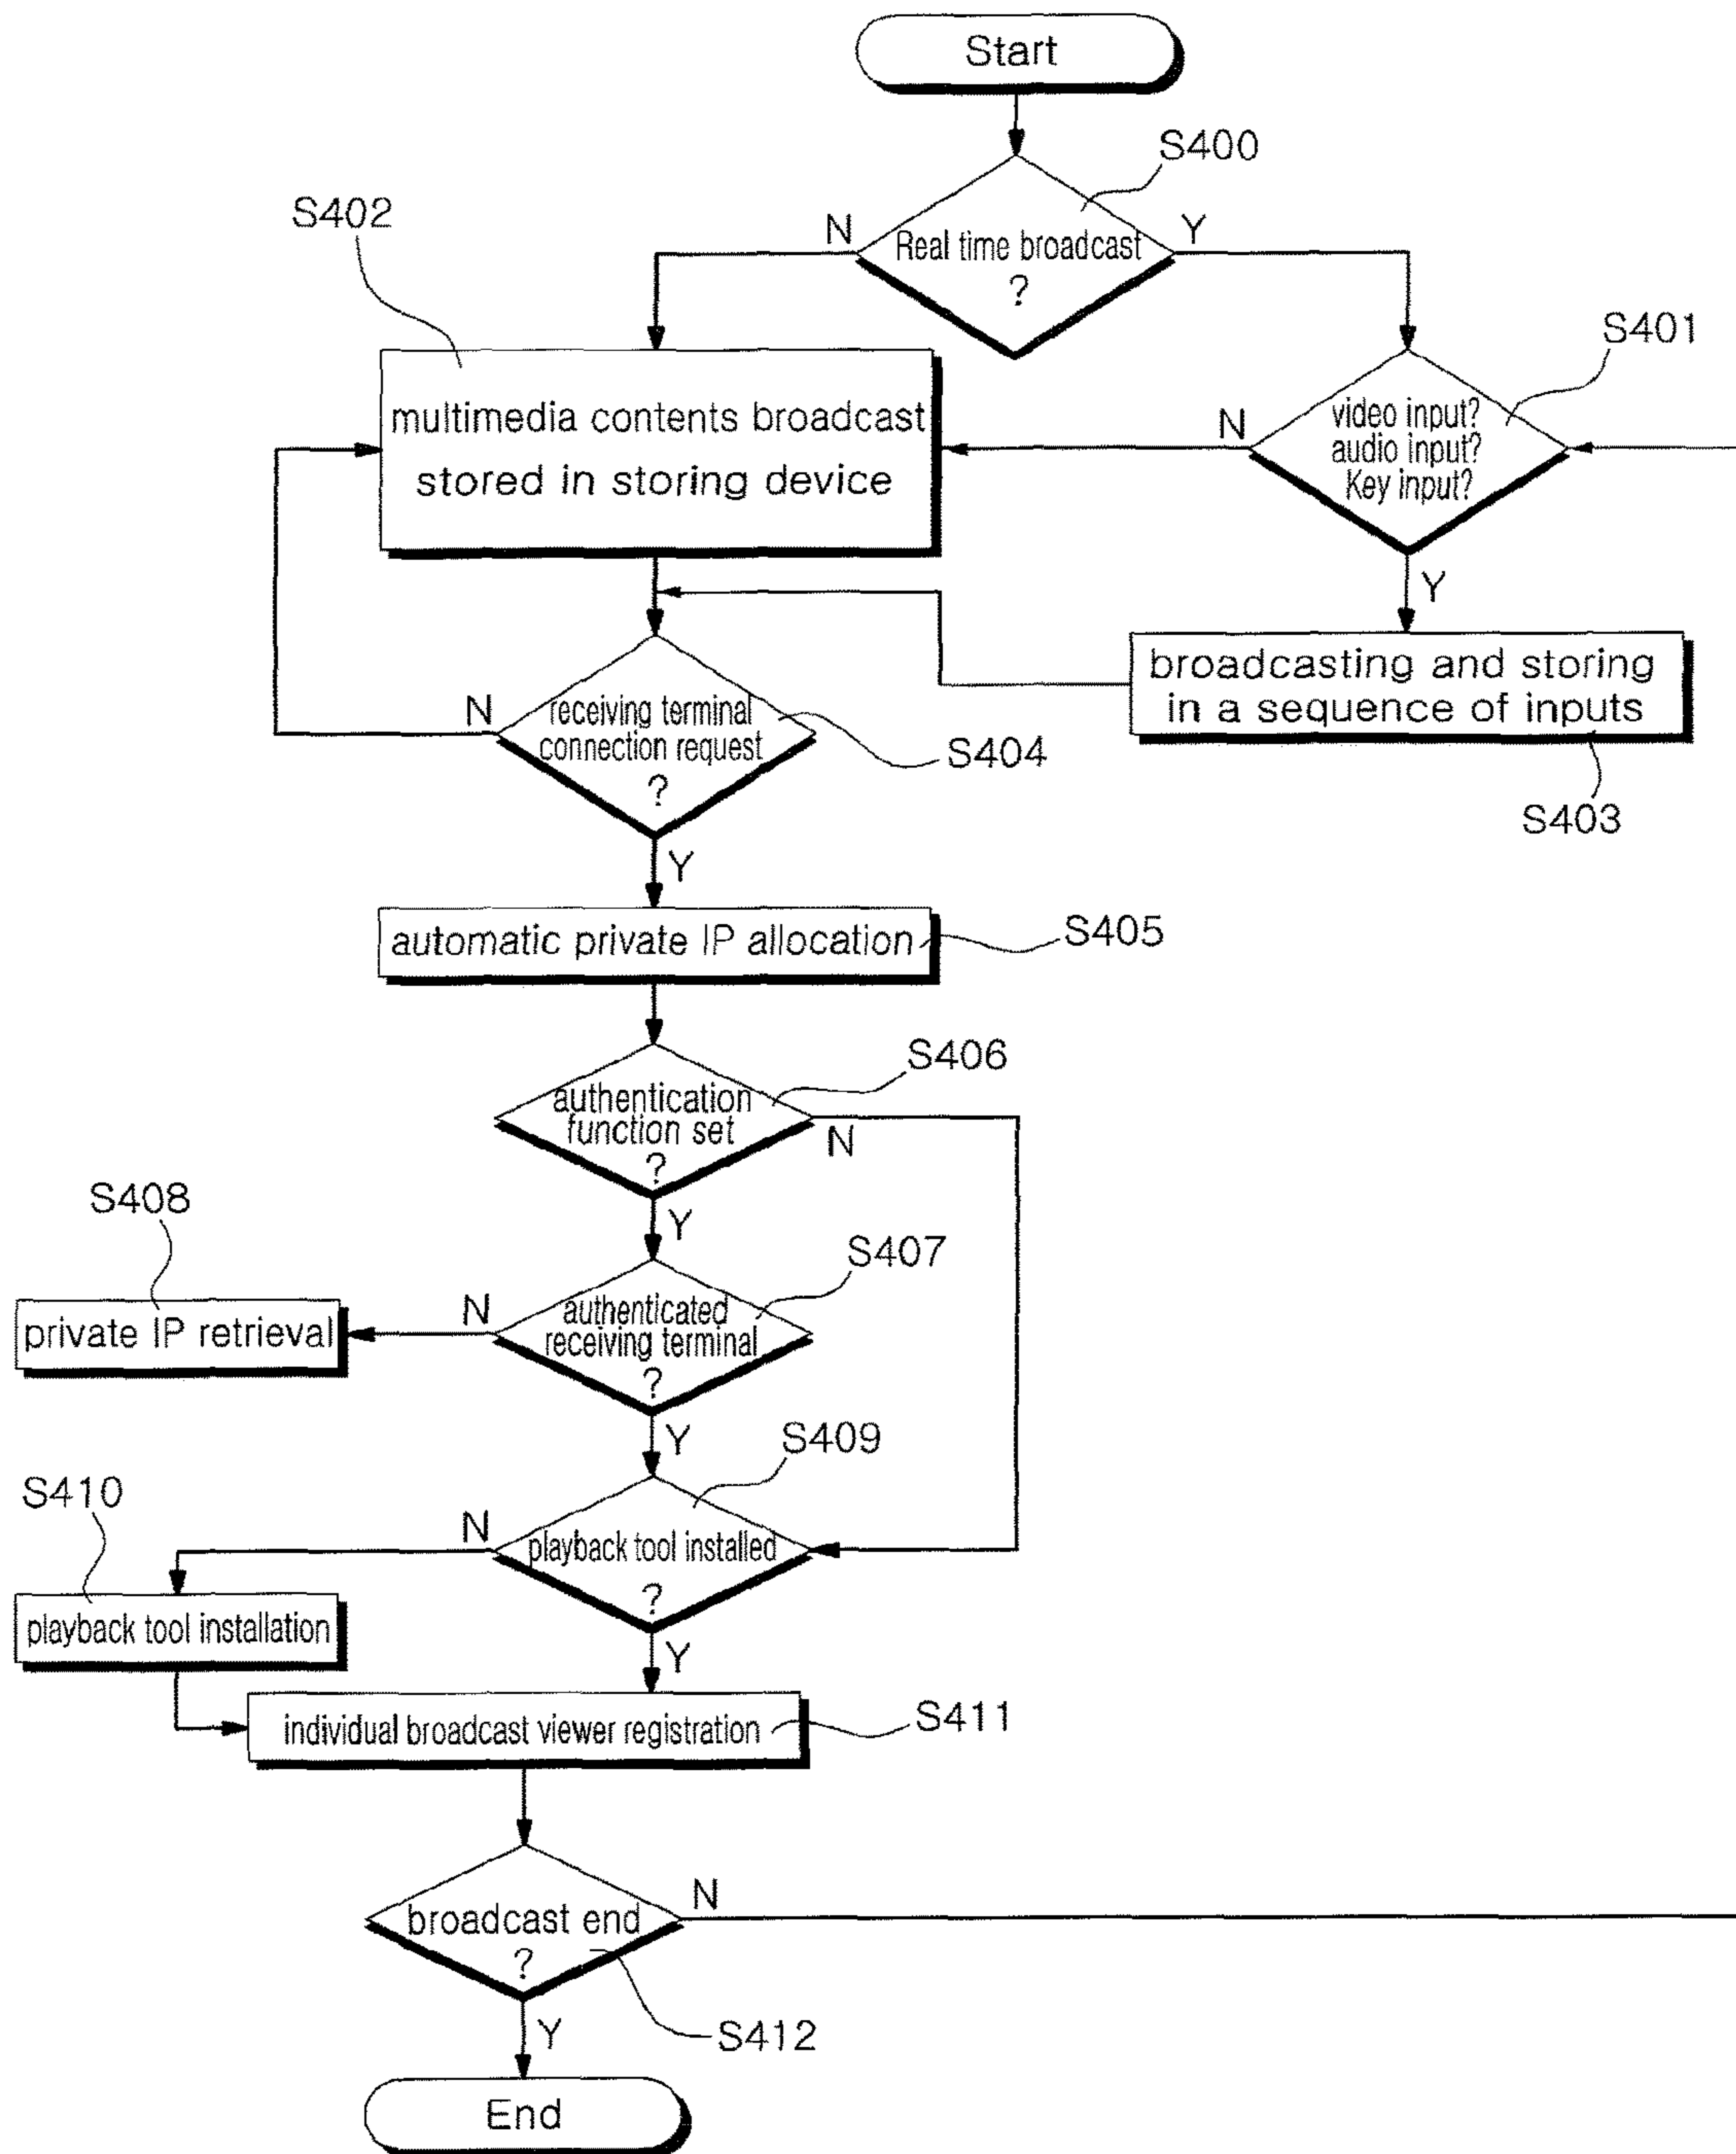 Start
S400
N
Y
Real time broadcast
?
S402
S401
multimedia contents broadcast
stored in storing device
N
video input?
audio input?
Key input?
Y
broadcasting and storing
in a sequence of inputs
S403
N
receiving terminal
connection request
?
S404
Y
automatic private IP allocation
S405
S406
authentication
function set
?
N
Y
S408
S407
private IP retrieval
N
authenticated
receiving terminal
?
Y
S409
S410
N
playback tool installed
?
playback tool installation
Y
individual broadcast viewer registration
S411
N
broadcast end
?
S412
Y
End